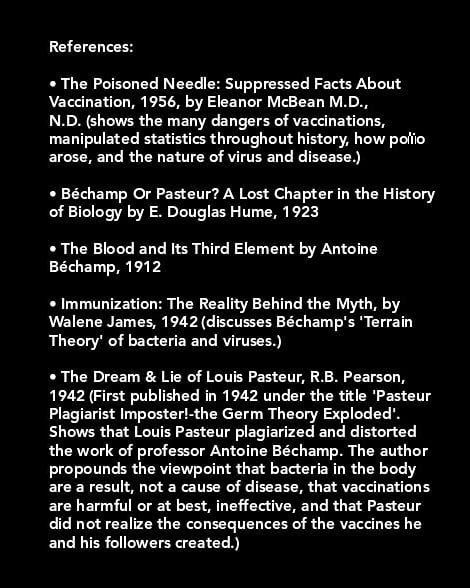 References:
• The Poisoned Needle: Suppressed Facts About
Vaccination, 1956, by Eleanor McBean M.D.,
N.D. (shows the many dangers of vaccinations,
manipulated statistics throughout history, how poïïo
arose, and the nature of virus and disease.)
• Béchamp Or Pasteur? A Lost Chapter in the History
of Biology by E. Douglas Hume, 1923
• The Blood and Its Third Element by Antoine
Béchamp, 1912
• Immunization: The Reality Behind the Myth, by
Walene James, 1942 (discusses Béchamp's 'Terrain
Theory' of bacteria and viruses.)
• The Dream & Lie of Louis Pasteur, R.B. Pearson,
1942 (First published in 1942 under the title 'Pasteur
Plagiarist Imposter!-the Germ Theory Exploded'.
Shows that Louis Pasteur plagiarized and distorted
the work of professor Antoine Béchamp. The author
propounds the viewpoint that bacteria in the body
are a result, not a cause of disease, that vaccinations
are harmful or at best, ineffective, and that Pasteur
did not realize the consequences of the vaccines he
and his followers created.)